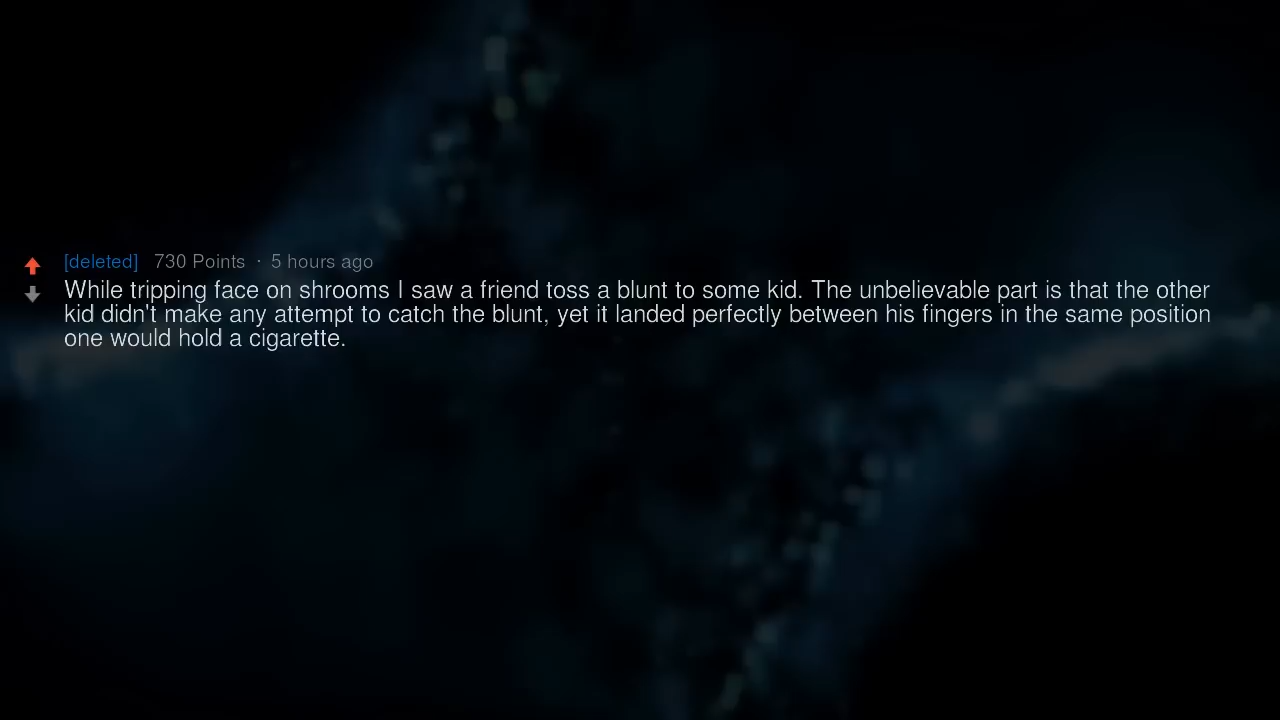 [deleted] 730 Points · 5 hours ago
While tripping face on shrooms I saw a friend toss a blunt to some kid. The unbelievable part is that the other
kid didn't make any attempt to catch the blunt, yet it landed perfectly between his fingers in the same position
one would hold a cigarette.